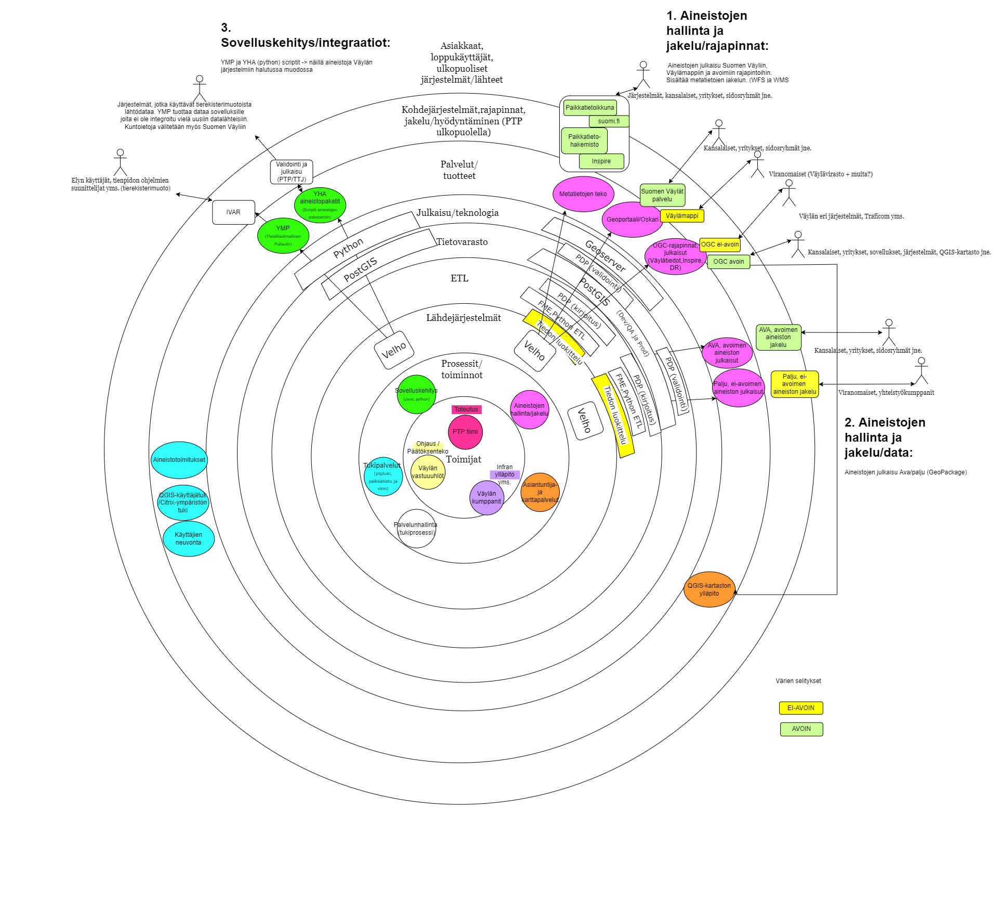 3.
Sovelluskehitys/integraatiot:
YMP ja YHA (python) scriptit -> näillä aineistoja Väylän
järjestelmiin halutussa muodossa
1. Aineistojen
hallinta ja
jakelu/rajapinnat:
Aineistojen julkaisu Suomen Väyliin,
Väylämappiin ja avoimiin rajapintoihin.
Sisältää metatietojen jakelun. (WFS ja WMS
Asiakkaat,
loppukäyttäjät,
ulkopuoliset
järjestelmät/lähteet
Järjestelmät, kansalaiset, yritykset, sidosryhmät jne.
Järjestelmät, jotka käyttävät tierekisterimuotoista
lähtödataa. YMP tuottaa dataa sovelluksille
joita ei ole integroitu vielä uusiin datalähteisiin.
Kuntoietoja välitetään myös Suomen Väyliin
Kohdejärjestelmät,rajapinnat,
jakelu/hyödyntäminen (PTP
ulkopuolella)
Paikkatietoikkuna
suomi.fi
Paikkatieto-
hakemisto
Inspire
Kansalaiset, yritykset, sidosryhmät jne.
Viranomaiset (Väylävirasto + muita?)
Validointi ja
julkaisu
(PTP/TTJ)
Palvelut/
tuotteet
Elyn käyttäjät, tienpidon ohjelmien
suunittelijat yms. (tierekisterimuoto)
IVAR
YHA
aineistopaketit
(Scriptit aineistojen
paketointiin)
YMP
(YleisMaailmallinen
Pullautin)
Metatietojen teko
Suomen Väylät
palvelu
Geoportaali/Oskari
Väylämappi
Väylän eri järjestelmät, Traficom yms.
Julkaisu/teknologia
OGC-rajapinnat,
julkaisut
(Väylätiedot,Inspire,
DR)
OGC ei-avoin
OGC avoin
Kansalaiset, yritykset, sovellukset, järjestelmät, QGIS-kartasto jne.
Tietovarasto
Python
PostGIS
Geoserver
PDP (validointi)
PostGIS
(Dev/QA ja Prod)
PDP (kirjoitus)
FME,Python ETL
Tiedon luokittelu
Velho
ETL
Lähdejärjestelmät
Velho
AVA, avoimen
aineiston
jakelu
AVA, avoimen
aineiston
julkaisut
Kansalaiset, yritykset, sidosryhmät jne.
PDP (validointi))
PDP (kirjoitus)
FME,Python ETL
Tiedon luokittelu
Velho
Palju, ei-avoimen
aineiston julkaisut
Palju, ei-
avoimen
aineiston jakelu
Viranomaiset, yhteistyökumppanit
Prosessit/
toiminnot
Sovelluskehitys
(Java, python)
Aineistojen
hallinta/jakelu
Toteutus
PTP tiimi
Ohjaus /
Päätöksenteko
Toimijat
Väylän
vastuuuhlöt
Tukipalvelut
(ptptuki,
paikkatieto ja
vkm)
Infran
ylläpito
yms.
Väylän
kumppanit
Asiantuntija-
ja
karttapalvelut
Palvelunhallinta
(tukiprosessi)
2. Aineistojen
hallinta ja
jakelu/data:
Aineistojen julkaisu Ava/palju (GeoPackage)
Aineistotoimitukset
QGIS-käyttäjätuk
/Citrix-ympäristön
tuki
Käyttäjien
neuvonta
QGIS-kartaston
ylläpito
Värien selitykset
EI-AVOIN
AVOIN